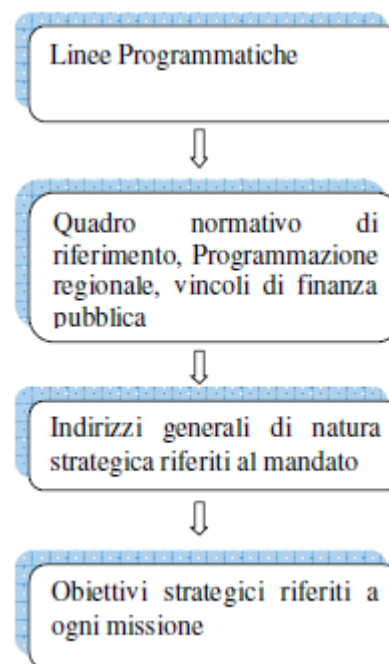 Linee Programmatiche
Quadro normativo di
riferimento, Programmazione
regionale, vincoli di finanza
pubblica
Indirizzi generali di natura
strategica riferiti al mandato
Obiettivi strategici riferiti a
ogni missione